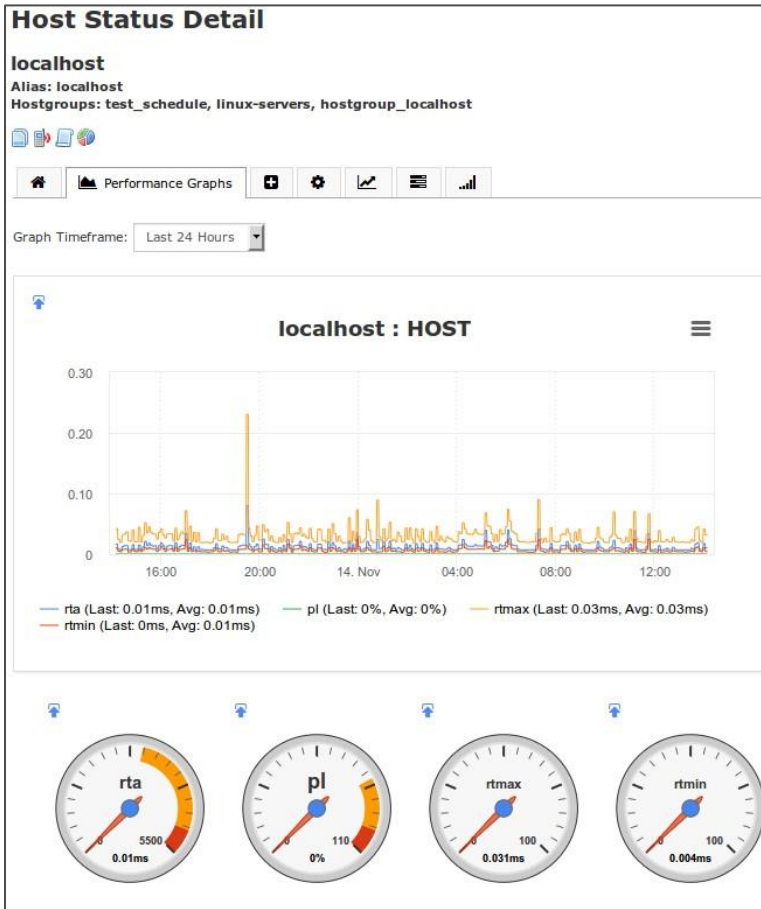 Host Status Detail
localhost
Alias: localhost
Hostgroups: test_schedule, linux-servers, hostgroup_localhost
Performance Graphs
Graph Timeframe: Last 24 Hours
localhost : HOST
0.30
0.20
0.10
0
16:00 20:00 14. Nov 04:00 08:00 12:00
rta (Last: 0.01ms, Avg: 0.01ms) pl (Last: 0%, Avg: 0%) rtmax (Last: 0.03ms, Avg: 0.03ms)
rtmin (Last: 0ms, Avg: 0.01ms)
rta pl rtmax rtmin
0 5500 0 110 0 100 0 100
0.01ms 0% 0.031ms 0.004ms